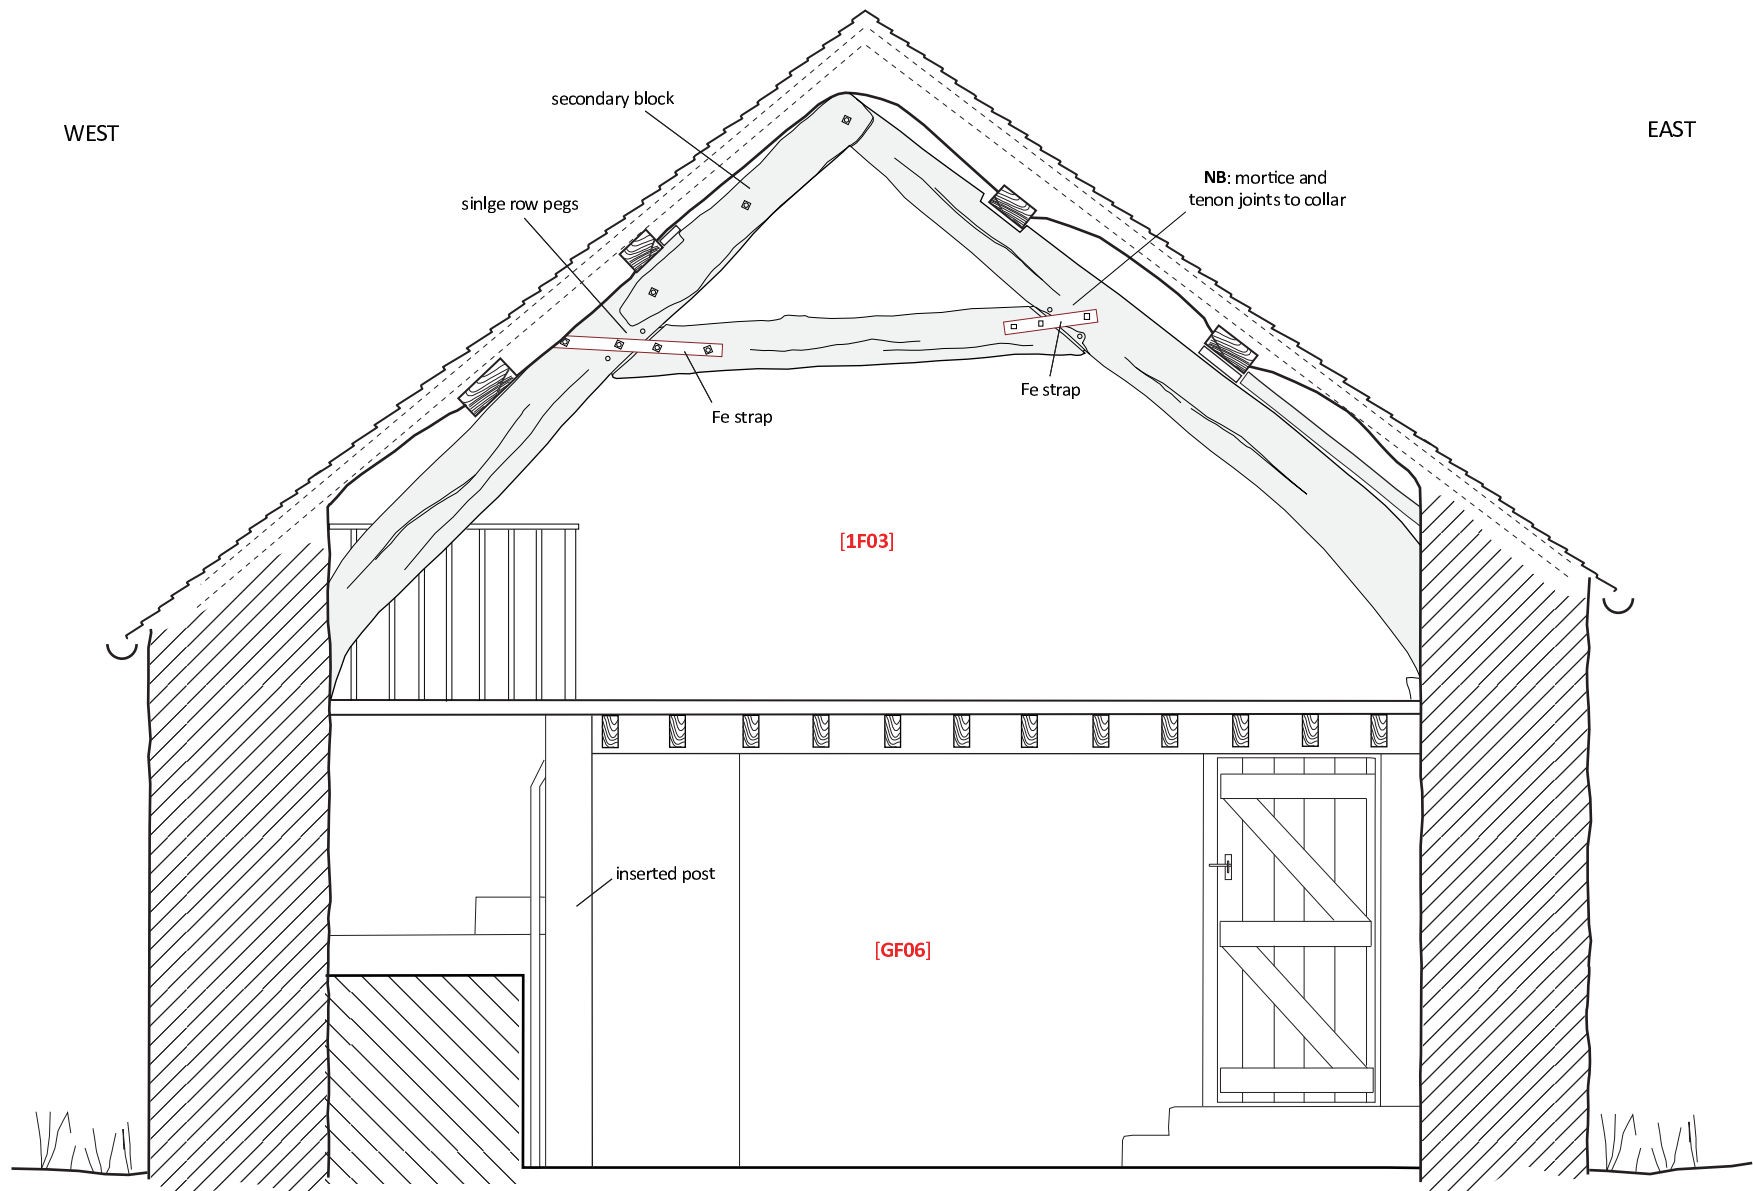 secondary block
WEST
EAST
NB: mortice and
tenon joints to collar
sinlge row pegs
Fe strap
Fe strap
[1F03]
inserted post
[GF06]